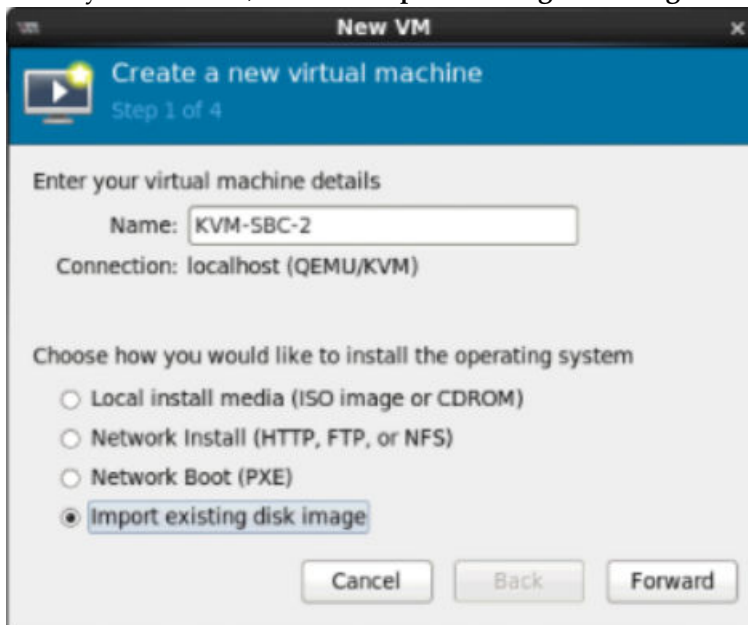 New VM
Create a new virtual machine
Step 1 of 4
Enter your virtual machine details
Name: KVM-SBC-2
Connection: localhost (QEMU/KVM)
Choose how you would like to install the operating system
Local install media (ISO image or CDROM)
Network Install (HTTP, FTP, or NFS)
Network Boot (PXE)
Import existing disk image
Cancel Back Forward